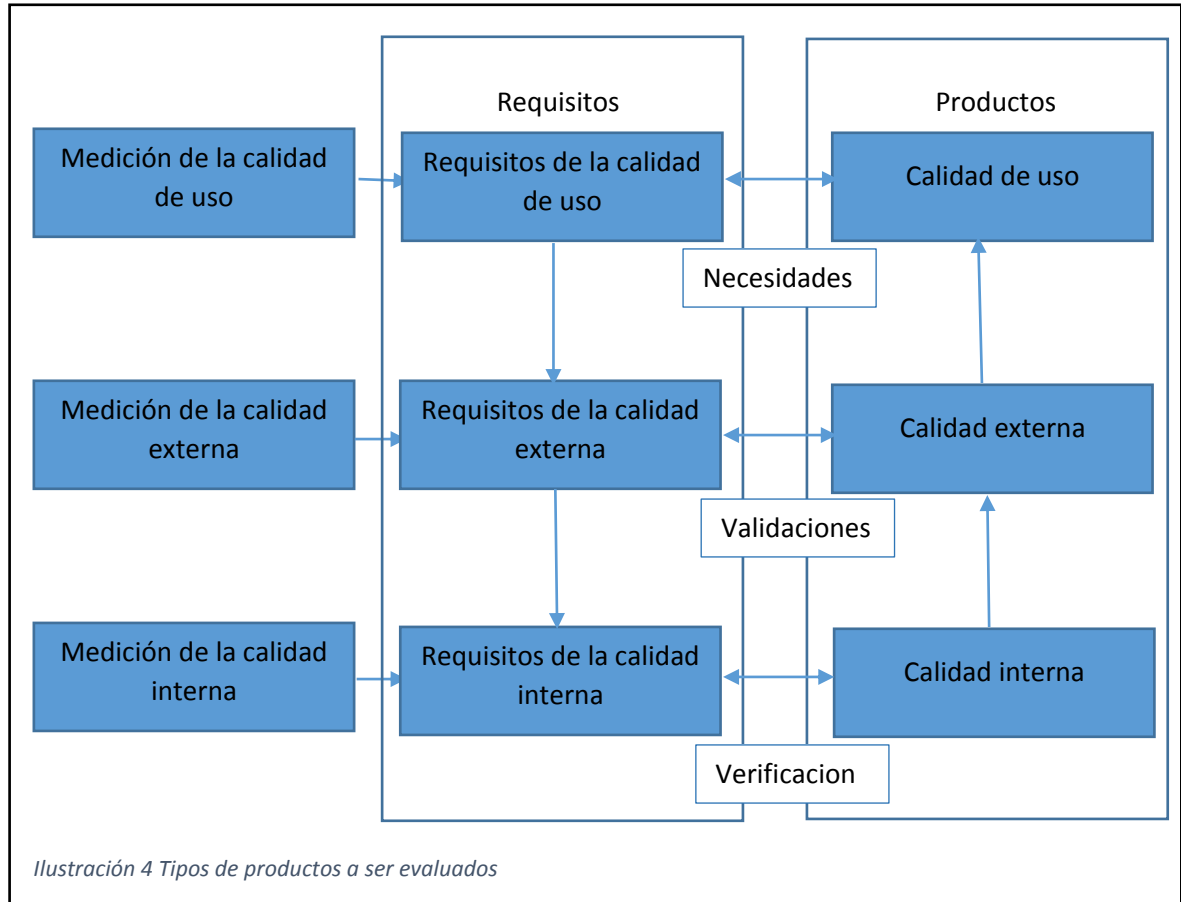 Requisitos
Productos
Medición de la calidad
de uso
Requisitos de la calidad
de uso
Calidad de uso
Necesidades
Medición de la calidad
externa
Requisitos de la calidad
externa
Calidad externa
Validaciones
Medición de la calidad
interna
Requisitos de la calidad
interna
Calidad interna
Verificacion
Ilustración 4 Tipos de productos a ser evaluados